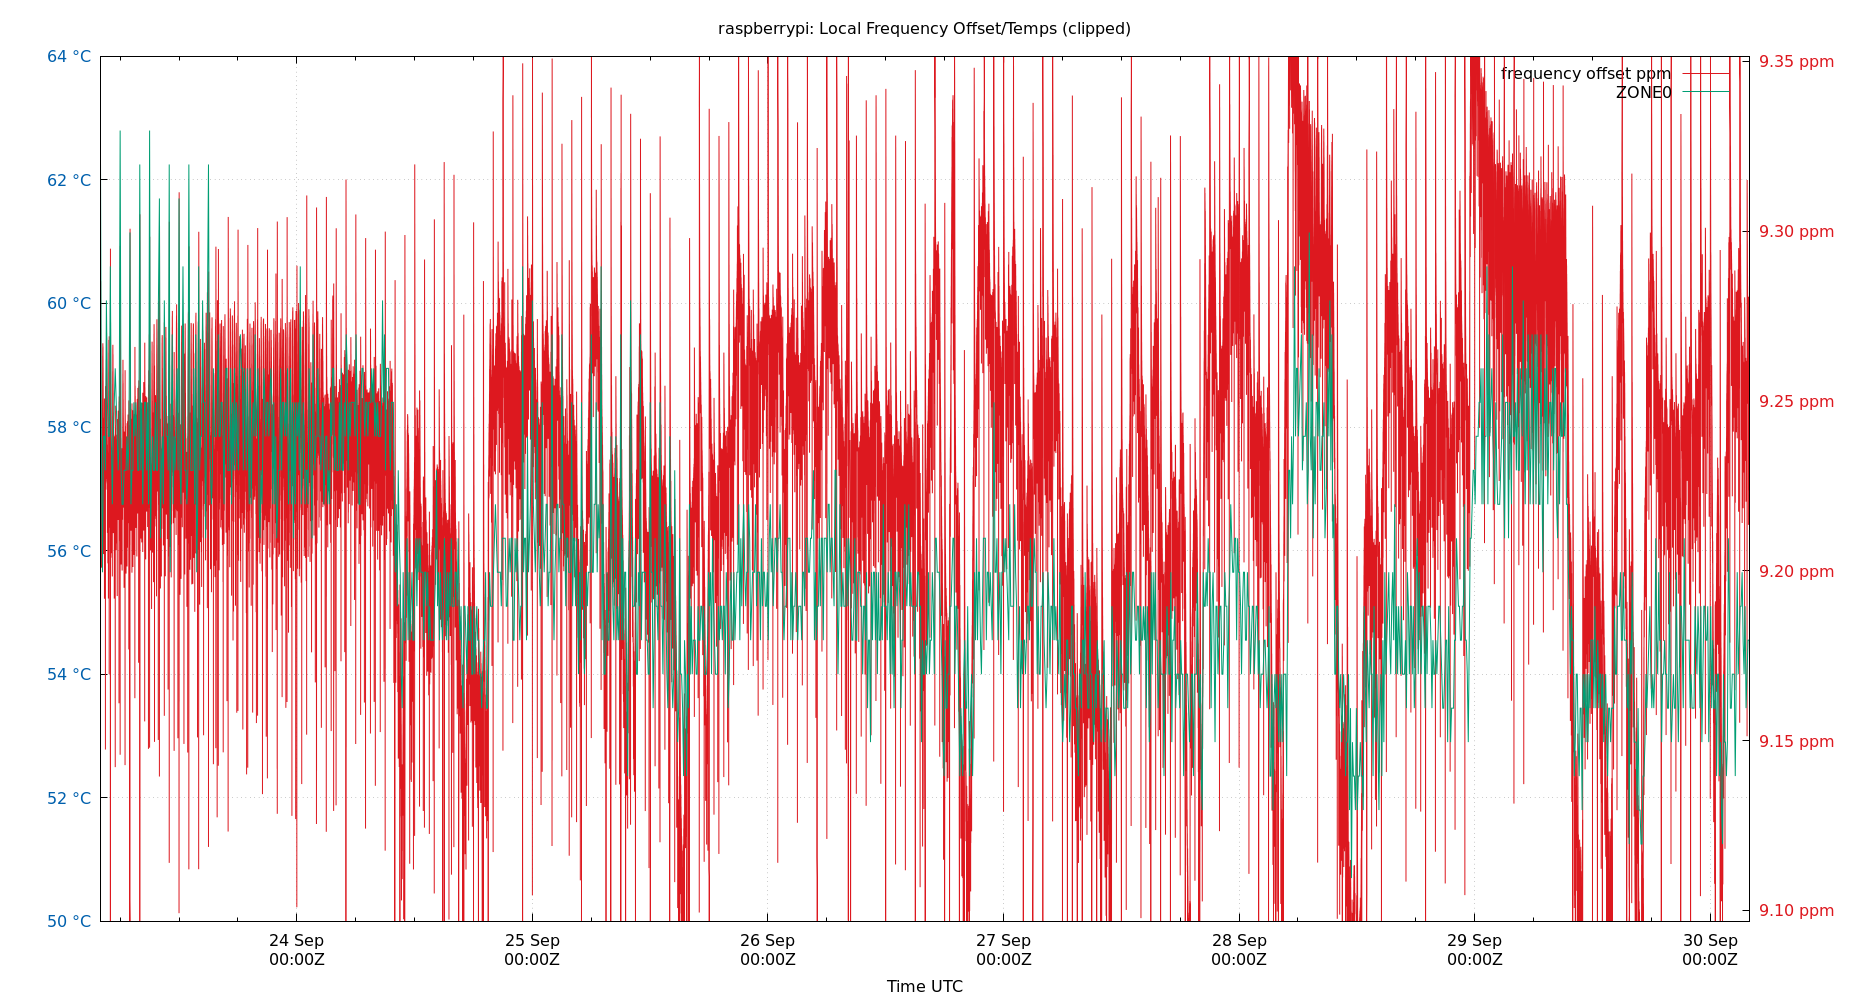 raspberrypi: Local Frequency Offset/Temps (clipped)
64 °C
62 °C
60 °C
58 °C
56 °C
54 °C
52 °C
50 °C
9.35 ppm
9.30 ppm
9.25 ppm
9.20 ppm
9.15 ppm
9.10 ppm
frequency offset ppm
ZONE0
24 Sep
00:00Z
25 Sep
00:00Z
26 Sep
00:00Z
27 Sep
00:00Z
28 Sep
00:00Z
29 Sep
00:00Z
30 Sep
00:00Z
Time UTC